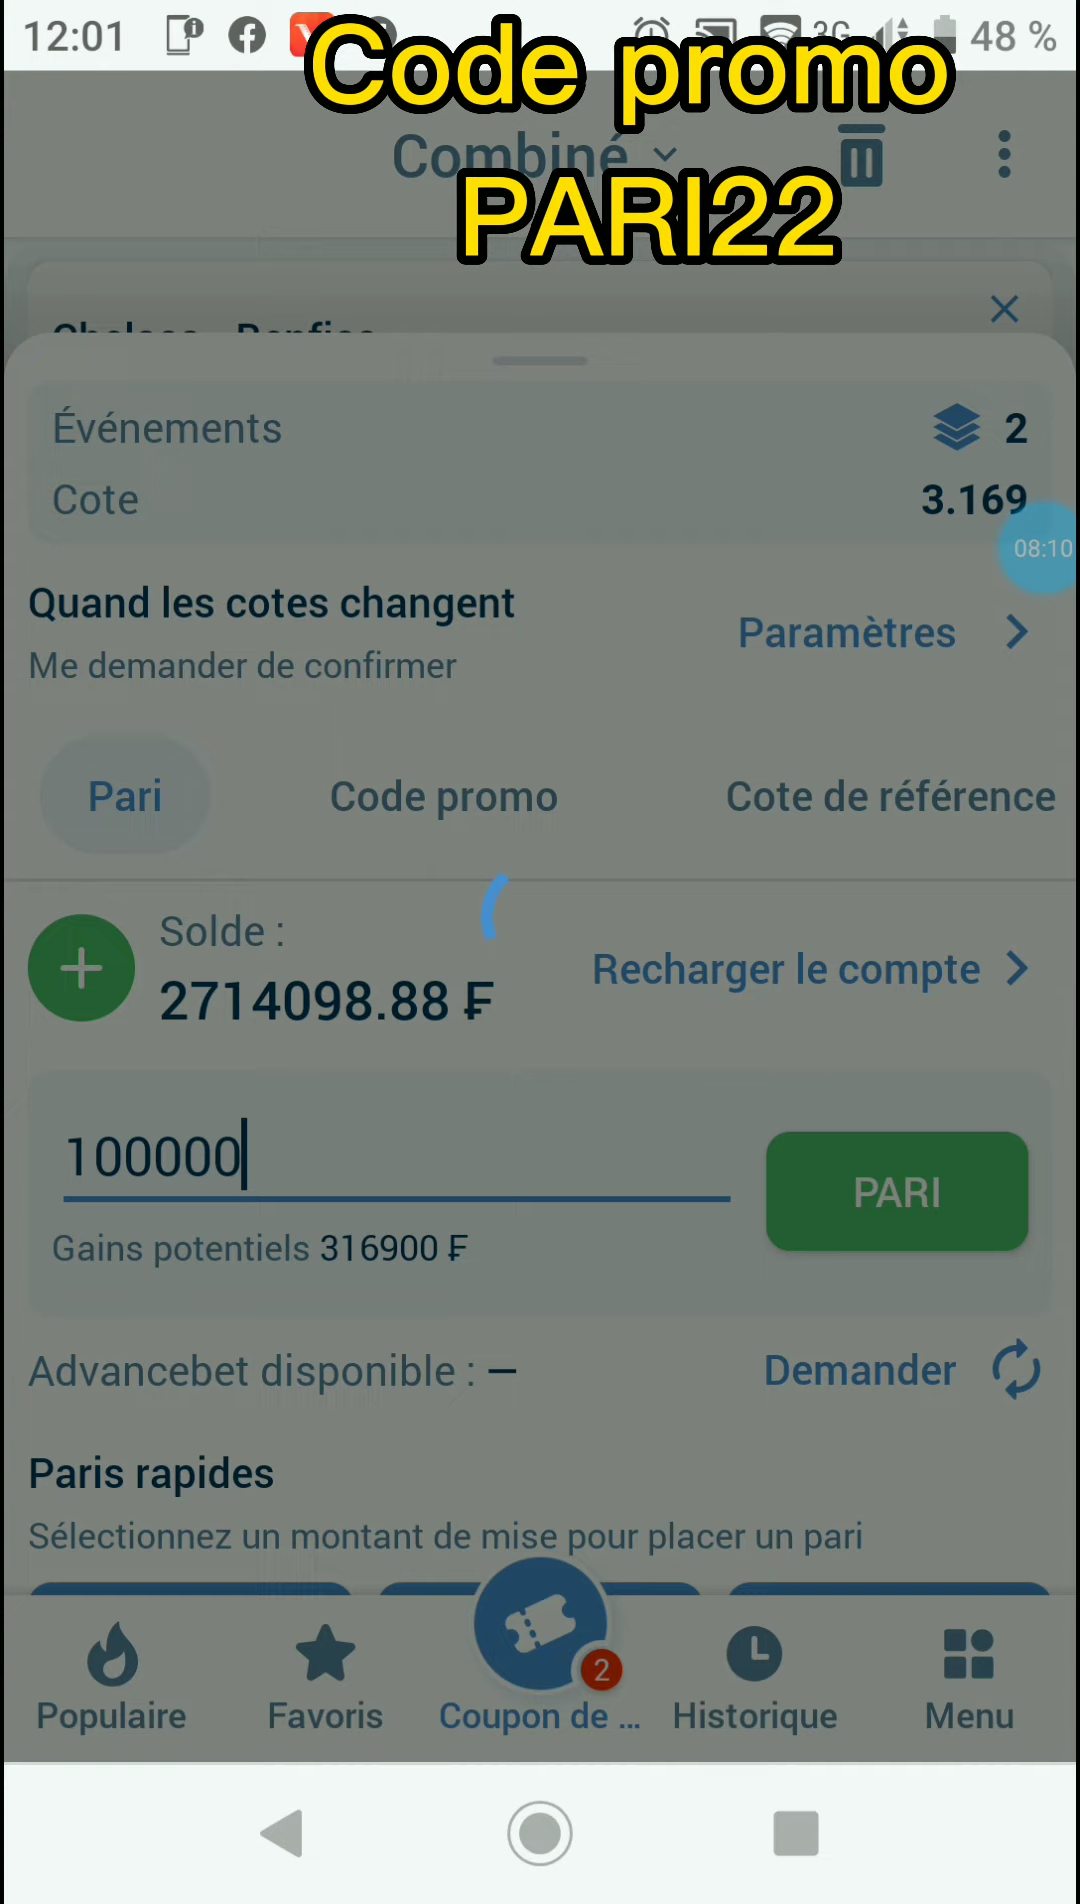 12:01
3G
48 %
Code promo
Combiné
PARI22
Chelsea - Benfica
Événements
2
Cote
3.169
08:10
Quand les cotes changent
Paramètres
Me demander de confirmer
Pari
Code promo
Cote de référence
Solde :
2714098.88 ₣
Recharger le compte
100000
PARI
Gains potentiels 316900 ₣
Advancebet disponible : —
Demander
Paris rapides
Sélectionnez un montant de mise pour placer un pari
2
Populaire
Favoris
Coupon de ...
Historique
Menu